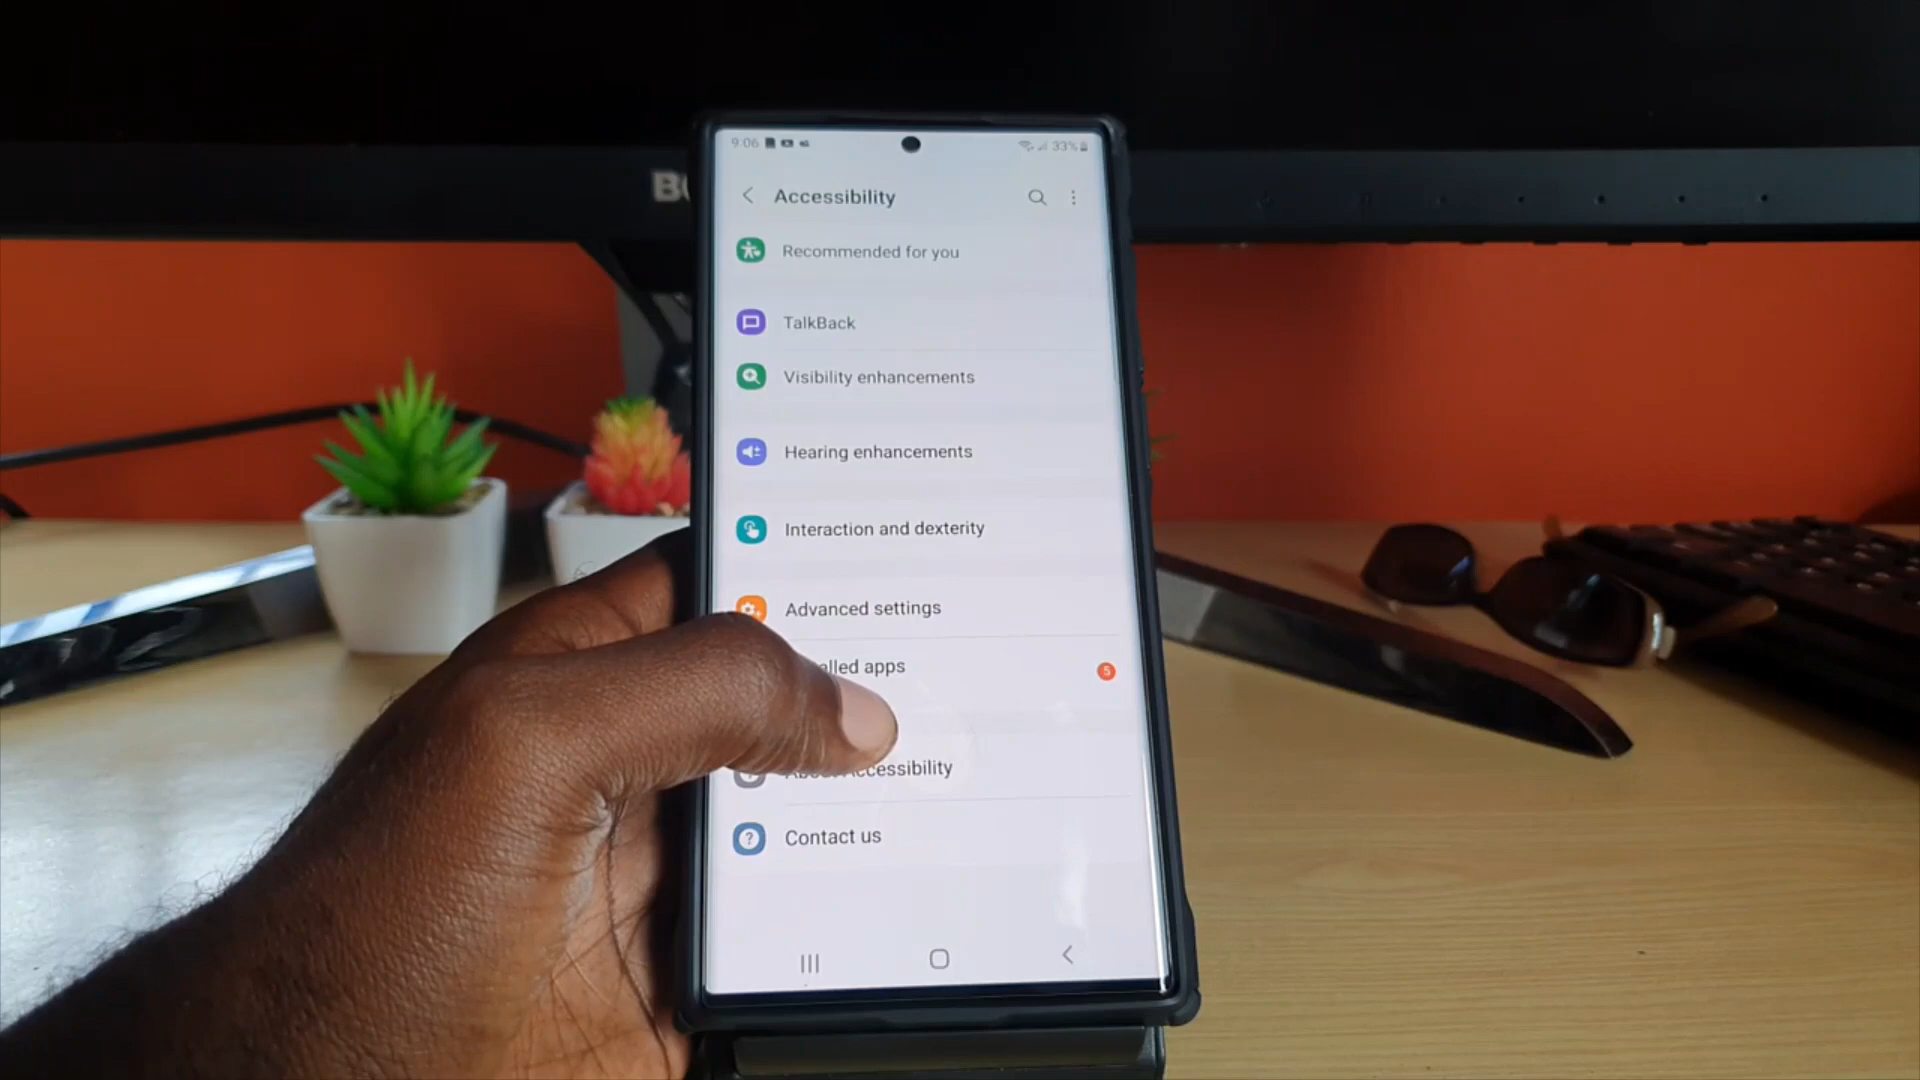 9:06
33%
Accessibility
Recommended for you
TalkBack
Visibility enhancements
Hearing enhancements
Interaction and dexterity
Advanced settings
alled apps
5
About Accessibility
Contact us